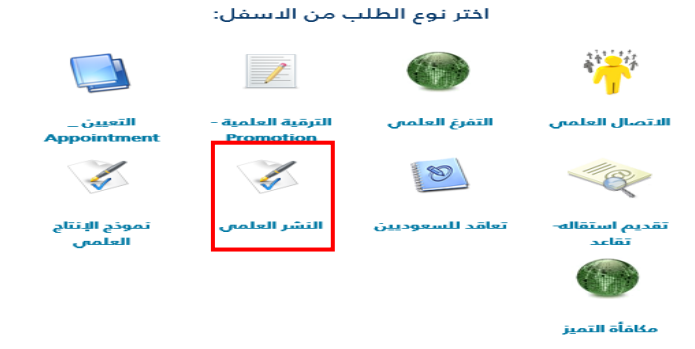 اختر نوع الطلب من الاسفل:
الاتصال العلمي
التفرغ العلمي
الترقية العلمية -
Promotion
التعيين _
Appointment
تقديم استقاله-
تقاعد
تعاقد للسعوديين
النشر العلمي
نموذج الإنتاج
العلمي
مكافأة التميز